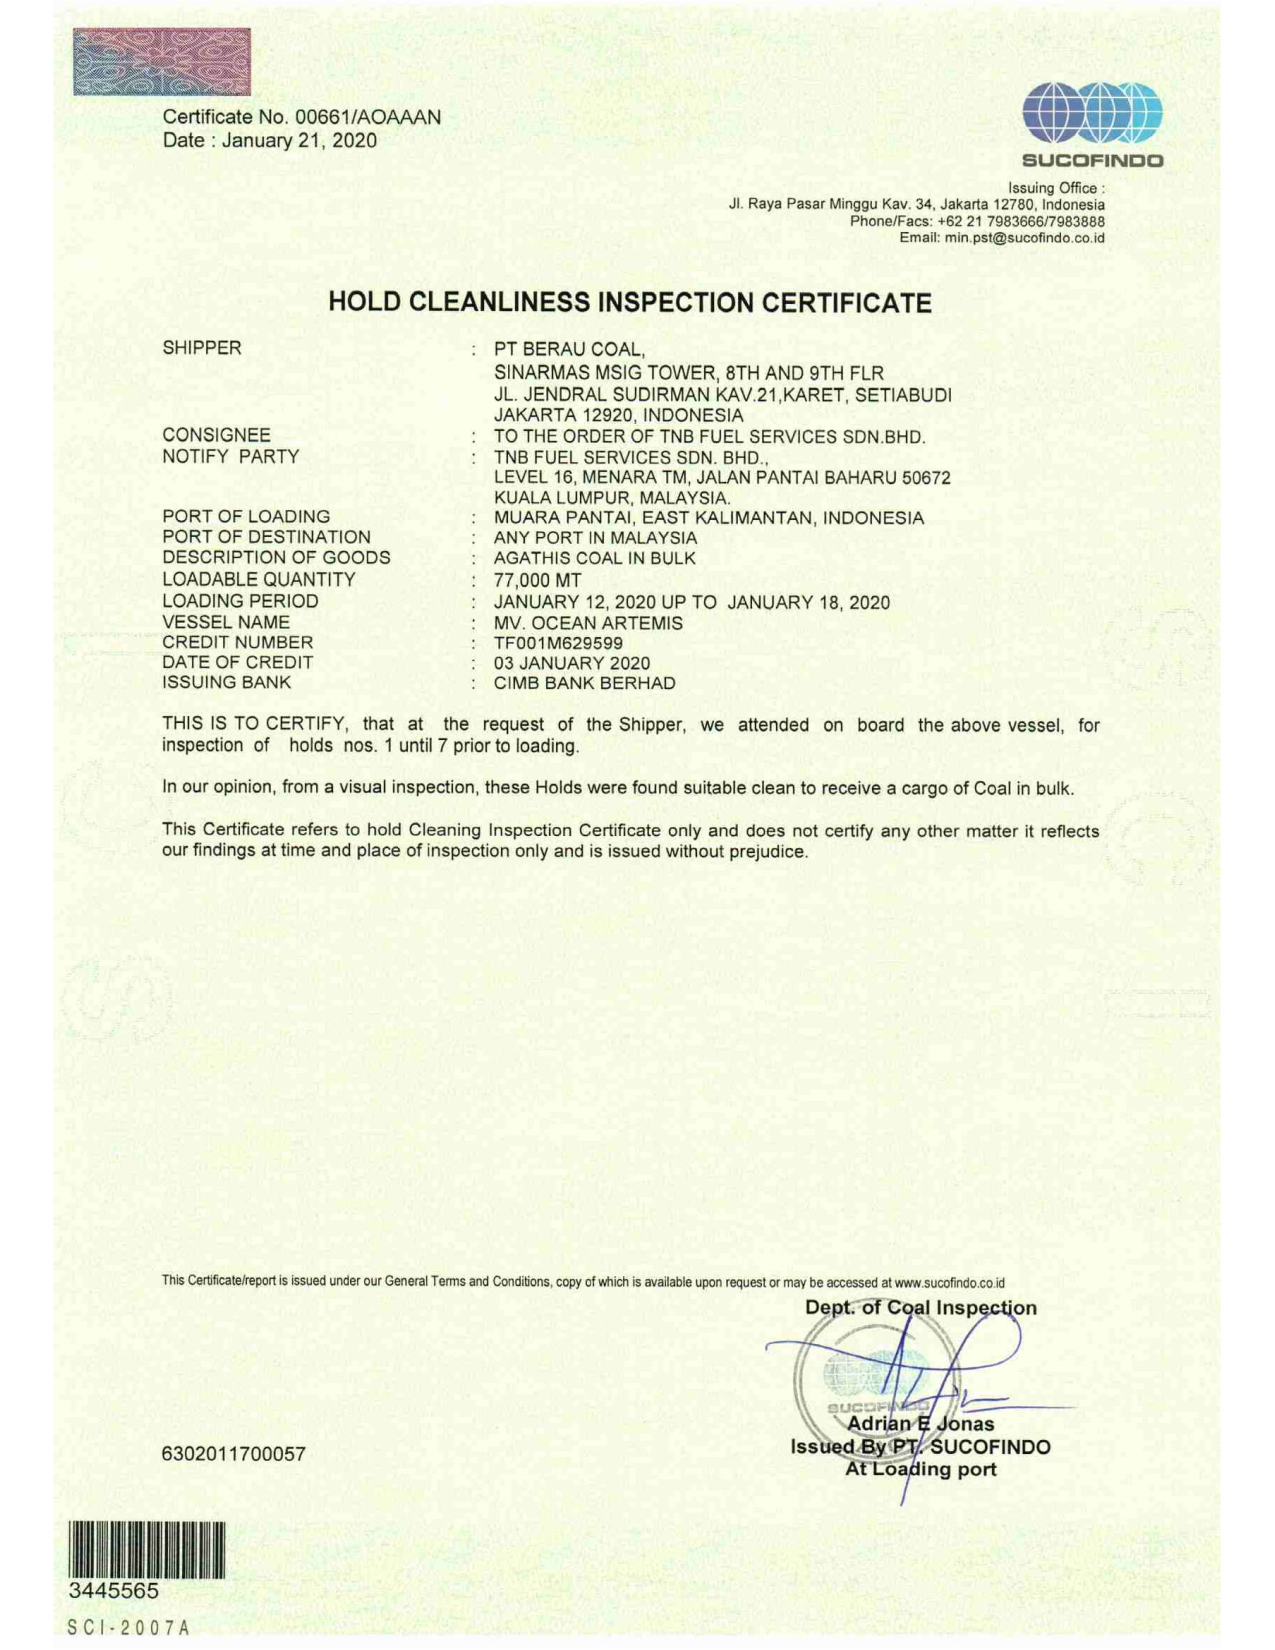 Certificate No. 00661/AOAAAN
Date : January 21, 2020
SUCOFINDO
Issuing Office :
Jl. Raya Pasar Minggu Kav. 34, Jakarta 12780, Indonesia
Phone/Facs: +62 21 7983666/7983888
Email: min.pst@sucofindo.co.id
HOLD CLEANLINESS INSPECTION CERTIFICATE
SHIPPER : PT BERAU COAL,
SINARMAS MSIG TOWER, 8TH AND 9TH FLR
JL. JENDRAL SUDIRMAN KAV.21,KARET, SETIABUDI
JAKARTA 12920, INDONESIA
CONSIGNEE : TO THE ORDER OF TNB FUEL SERVICES SDN.BHD.
NOTIFY PARTY : TNB FUEL SERVICES SDN. BHD.,
LEVEL 16, MENARA TM, JALAN PANTAI BAHARU 50672
KUALA LUMPUR, MALAYSIA.
PORT OF LOADING : MUARA PANTAI, EAST KALIMANTAN, INDONESIA
PORT OF DESTINATION : ANY PORT IN MALAYSIA
DESCRIPTION OF GOODS : AGATHIS COAL IN BULK
LOADABLE QUANTITY : 77,000 MT
LOADING PERIOD : JANUARY 12, 2020 UP TO JANUARY 18, 2020
VESSEL NAME : MV. OCEAN ARTEMIS
CREDIT NUMBER : TF001M629599
DATE OF CREDIT : 03 JANUARY 2020
ISSUING BANK : CIMB BANK BERHAD
THIS IS TO CERTIFY, that at the request of the Shipper, we attended on board the above vessel, for
inspection of holds nos. 1 until 7 prior to loading.
In our opinion, from a visual inspection, these Holds were found suitable clean to receive a cargo of Coal in bulk.
This Certificate refers to hold Cleaning Inspection Certificate only and does not certify any other matter it reflects
our findings at time and place of inspection only and is issued without prejudice.
This Certificate/report is issued under our General Terms and Conditions, copy of which is available upon request or may be accessed at www.sucofindo.co.id
Dept. of Coal Inspection
SUCOFINDO
Adrian E Jonas
Issued By PT. SUCOFINDO
At Loading port
6302011700057
3445565
SCI-2007A